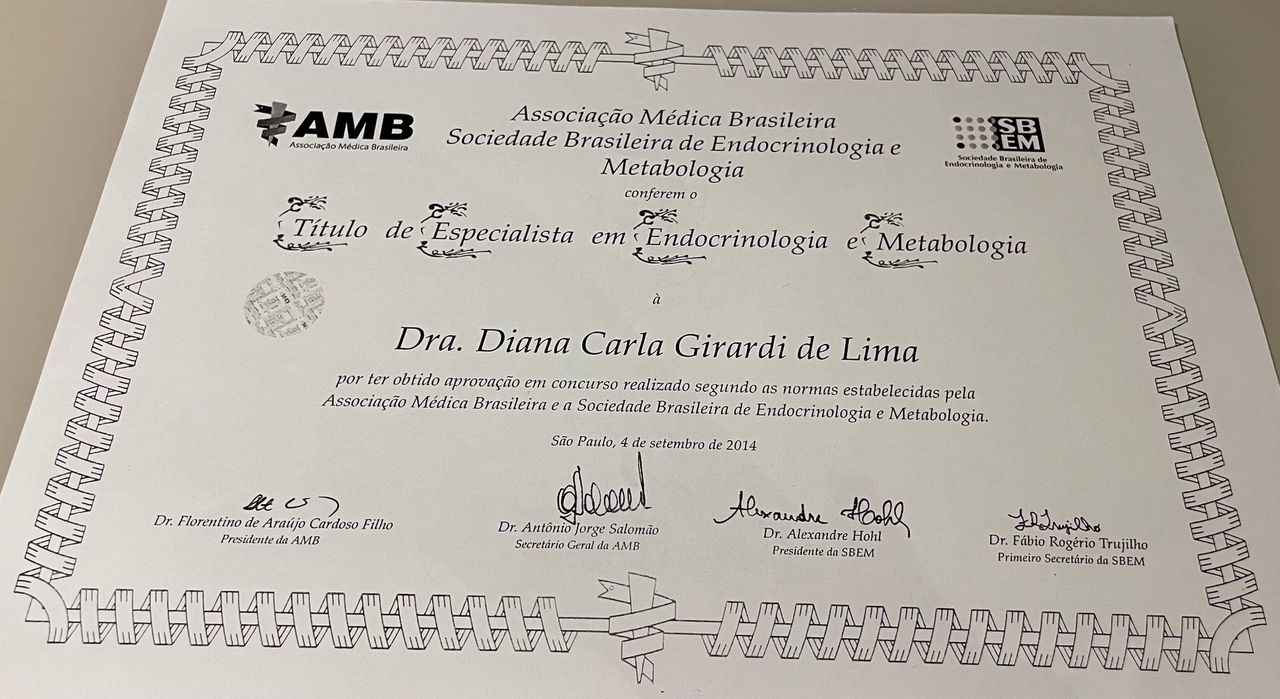 AMB
Associação Médica Brasileira
Associação Médica Brasileira
Sociedade Brasileira de Endocrinologia e
Metabologia
conferem o
SB
EM
Sociedade Brasileira de
Endocrinologia e Metabologia
Título de Especialista em Endocrinologia e Metabologia
à
Dra. Diana Carla Girardi de Lima
por ter obtido aprovação em concurso realizado segundo as normas estabelecidas pela
Associação Médica Brasileira e a Sociedade Brasileira de Endocrinologia e Metabologia.
São Paulo, 4 de setembro de 2014
Alexandre Hohl
Dr. Florentino de Araújo Cardoso Filho
Presidente da AMB
Dr. Antônio Jorge Salomão
Secretário Geral da AMB
Dr. Alexandre Hohl
Presidente da SBEM
Dr. Fábio Rogério Trujilho
Primeiro Secretário da SBEM